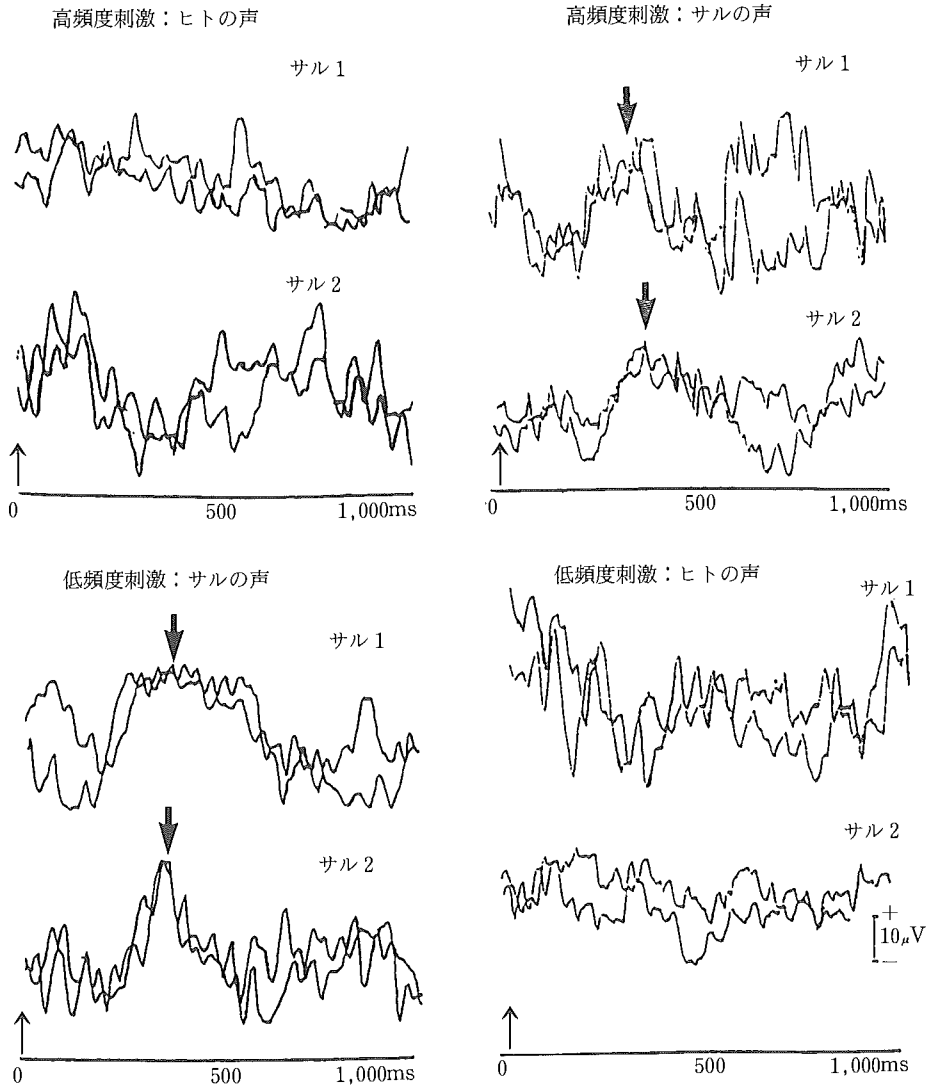 高頻度刺激：ヒトの声
サル1
サル2
0 500 1,000ms
高頻度刺激：サルの声
サル1
サル2
0 500 1,000ms
低頻度刺激：サルの声
サル1
サル2
0 500 1,000ms
低頻度刺激：ヒトの声
サル1
サル2
+
10μV
−
0 500 1,000ms